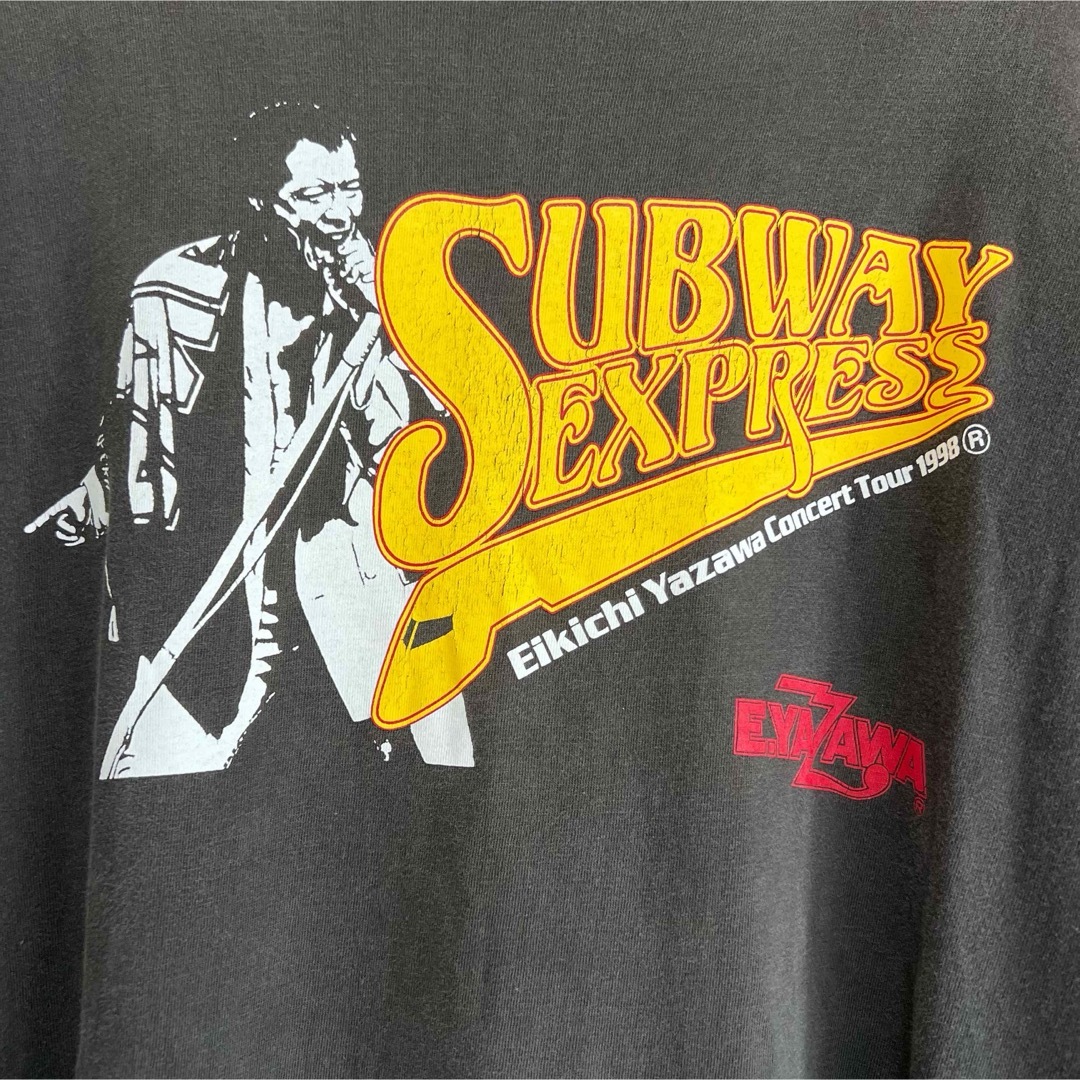 SUBWAY
EXPRESS
Eikichi Yazawa Concert Tour 1998 ®
E.YAZAWA ®